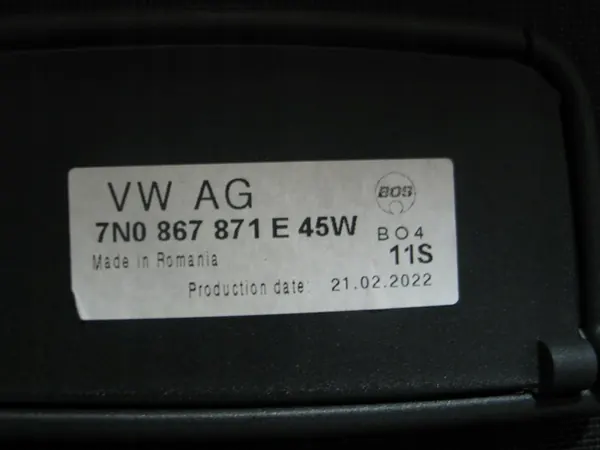 VW AG
BOS
7N0 867 871 E 45W
BO4
Made in Romania
11S
Production date: 21.02.2022